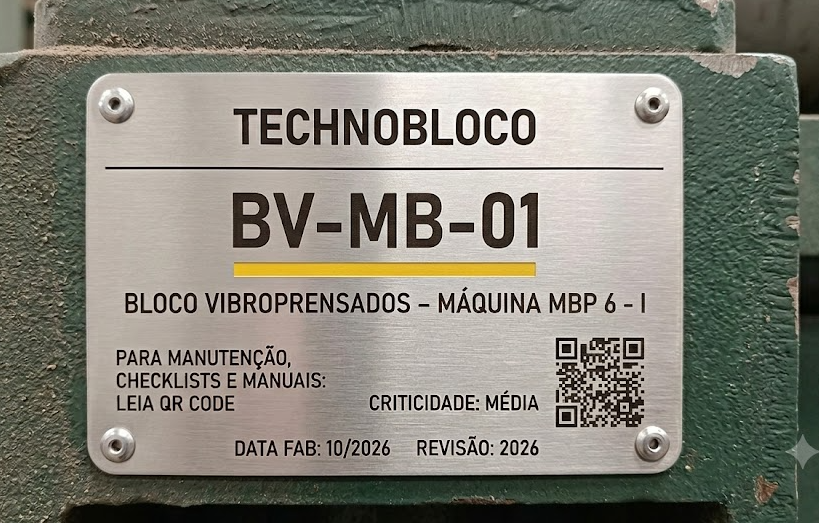 TECHNOBLOCO
BV-MB-01
BLOCO VIBROPRENSADOS – MÁQUINA MBP 6 - I
PARA MANUTENÇÃO,
CHECKLISTS E MANUAIS:
LEIA QR CODE
CRITICIDADE: MÉDIA
DATA FAB: 10/2026 REVISÃO: 2026